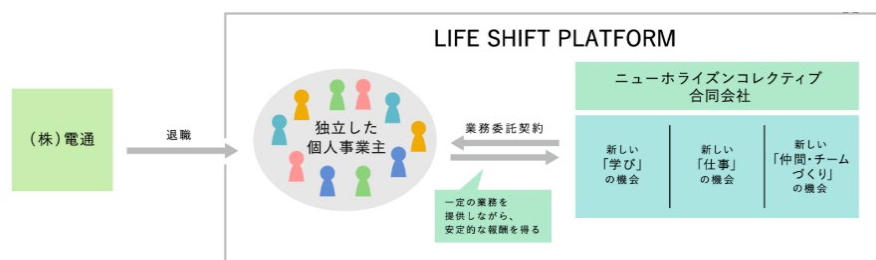 LIFE SHIFT PLATFORM
(株)電通
退職
独立した
個人事業主
業務委託契約
一定の業務を
提供しながら、
安定的な報酬を得る
ニューホライズンコレクティブ
合同会社
新しい
「学び」
の機会
新しい
「仕事」
の機会
新しい
「仲間・チーム
づくり」
の機会